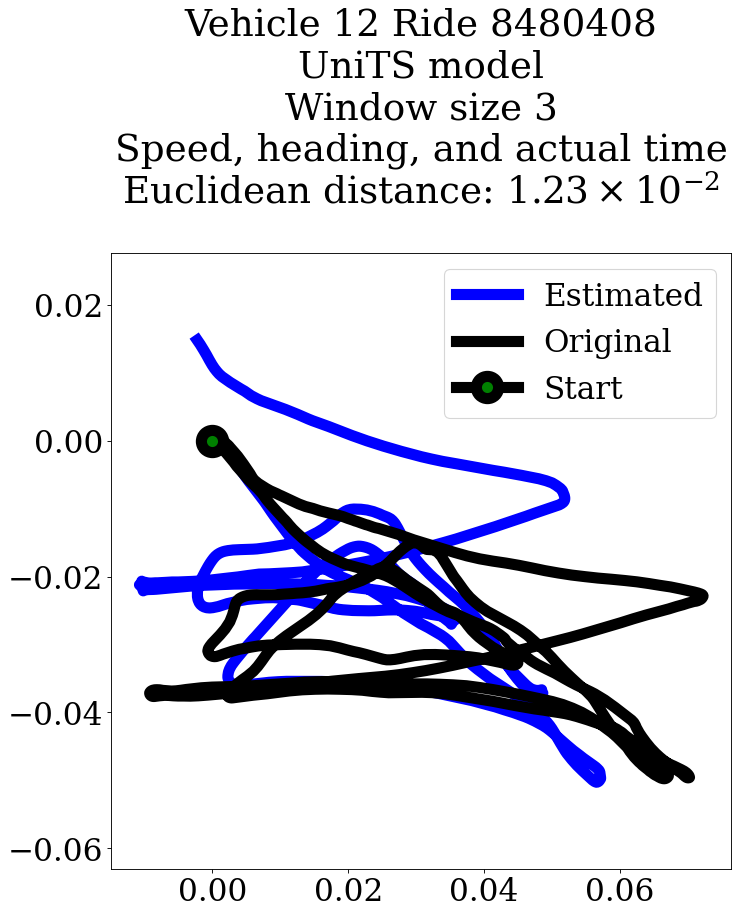 Vehicle 12 Ride 8480408
UniTS model
Window size 3
Speed, heading, and actual time
Euclidean distance: 1.23 × 10⁻²
Estimated
Original
Start
0.02
0.00
−0.02
−0.04
−0.06
0.00 0.02 0.04 0.06